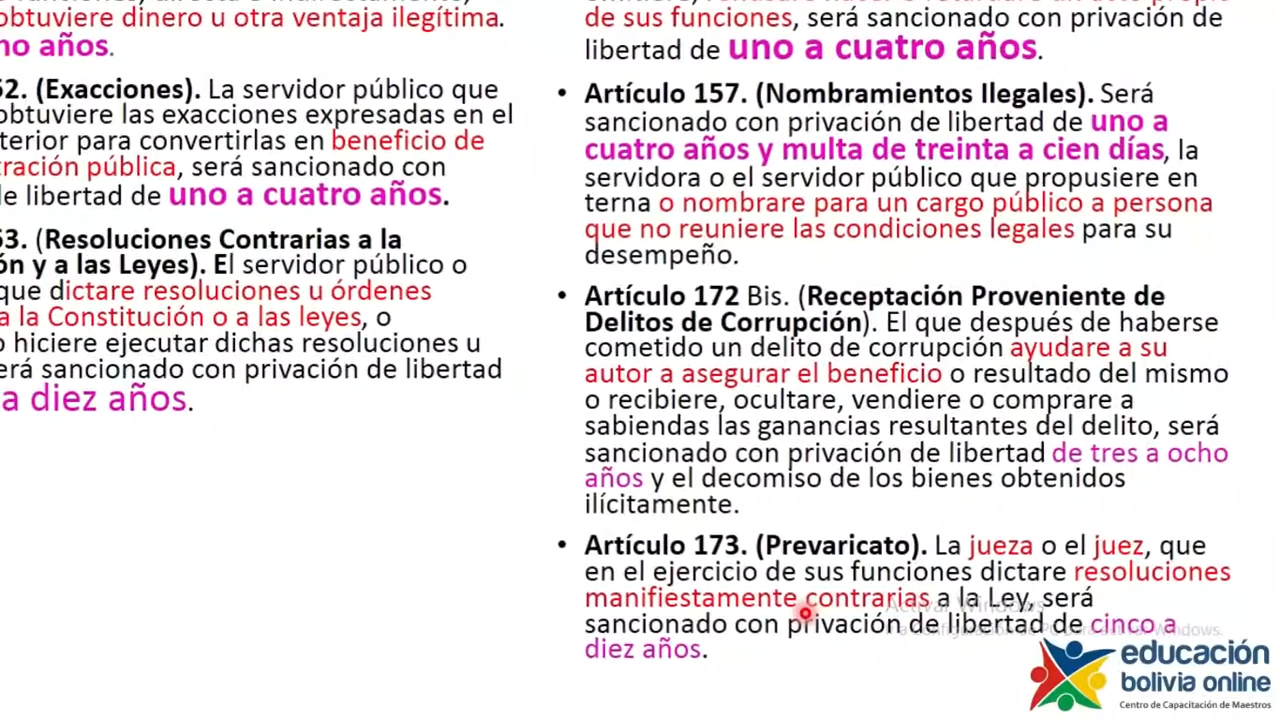 obtuviere dinero u otra ventaja ilegítima.
no años.
52. (Exacciones). La servidor público que
obtuviere las exacciones expresadas en el
terior para convertirlas en beneficio de
ración pública, será sancionado con
de libertad de uno a cuatro años.
53. (Resoluciones Contrarias a la
ón y a las Leyes). El servidor público o
que dictare resoluciones u órdenes
a la Constitución o a las leyes, o
o hiciere ejecutar dichas resoluciones u
erá sancionado con privación de libertad
a diez años.
de sus funciones, será sancionado con privación de
libertad de uno a cuatro años.
• Artículo 157. (Nombramientos Ilegales). Será
sancionado con privación de libertad de uno a
cuatro años y multa de treinta a cien días, la
servidora o el servidor público que propusiere en
terna o nombrare para un cargo público a persona
que no reuniere las condiciones legales para su
desempeño.
• Artículo 172 Bis. (Receptación Proveniente de
Delitos de Corrupción). El que después de haberse
cometido un delito de corrupción ayudare a su
autor a asegurar el beneficio o resultado del mismo
o recibiere, ocultare, vendiere o comprare a
sabiendas las ganancias resultantes del delito, será
sancionado con privación de libertad de tres a ocho
años y el decomiso de los bienes obtenidos
ilícitamente.
• Artículo 173. (Prevaricato). La jueza o el juez, que
en el ejercicio de sus funciones dictare resoluciones
manifiestamente contrarias a la Ley, será
sancionado con privación de libertad de cinco a
diez años.
Activar Windows
educación
bolivia online
Centro de Capacitación de Maestros